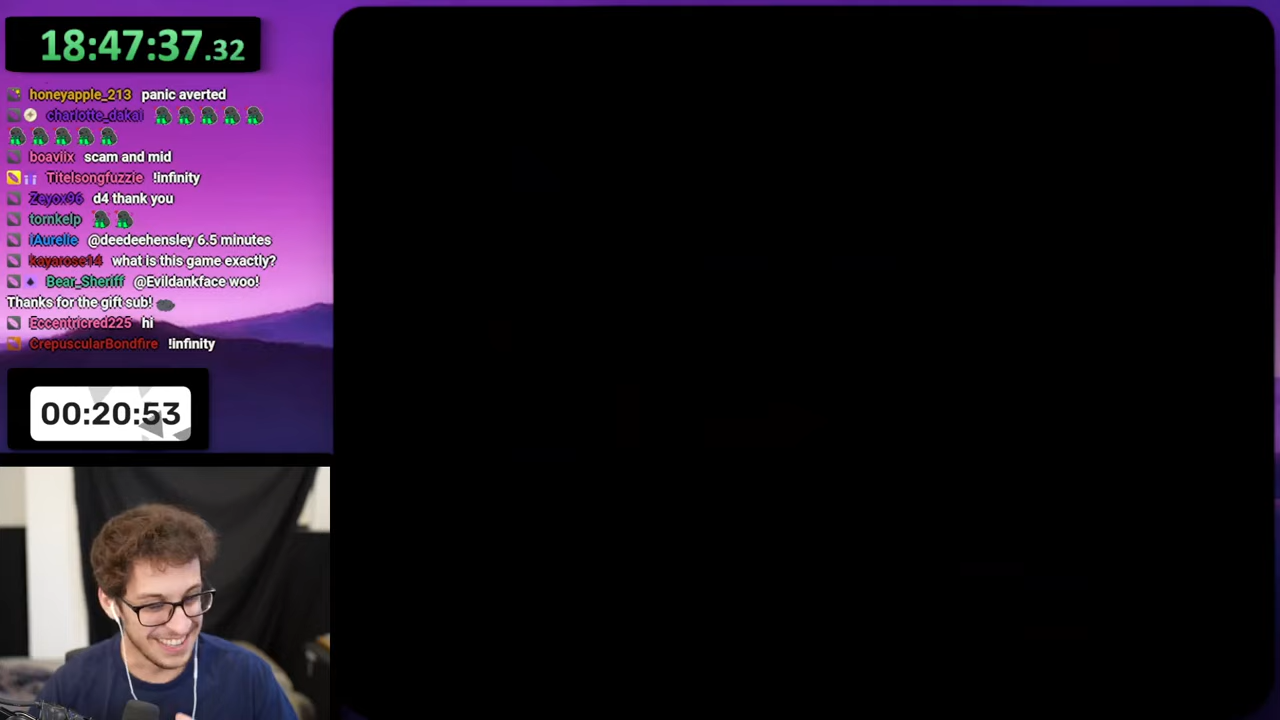 18:47:37.32
honeyapple_213 panic averted
charlotte_dakai
boaviix scam and mid
Titelsongfuzzie !infinity
Zeyox96 d4 thank you
tornkelp
iAurelie @deedeehensley 6.5 minutes
kayarose14 what is this game exactly?
Bear_Sheriff @Evildankface woo!
Thanks for the gift sub!
Eccentricred225 hi
CrepuscularBondfire !infinity
00:20:53